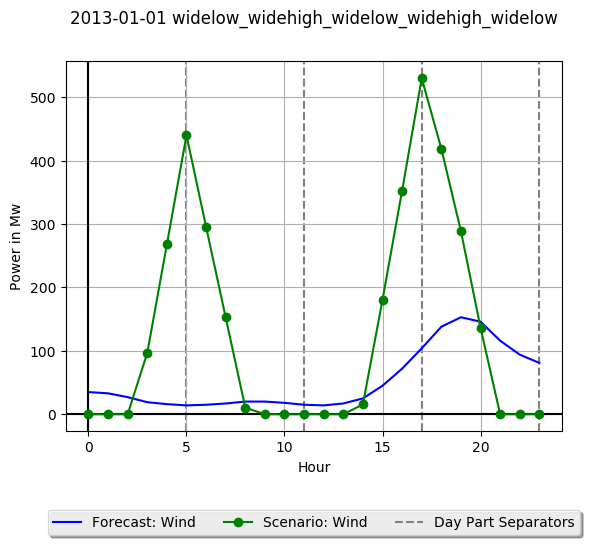 2013-01-01 widelow_widehigh_widelow_widehigh_widelow
Power in Mw
500
400
300
200
100
0
0 5 10 15 20
Hour
Forecast: Wind Scenario: Wind Day Part Separators